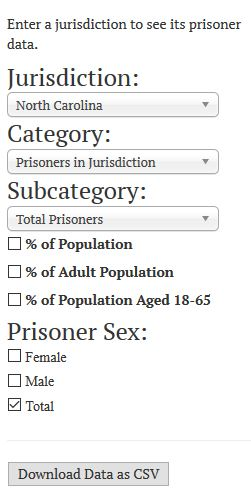 Enter a jurisdiction to see its prisoner
data.
Jurisdiction:
North Carolina
Category:
Prisoners in Jurisdiction
Subcategory:
Total Prisoners
% of Population
% of Adult Population
% of Population Aged 18-65
Prisoner Sex:
Female
Male
Total
Download Data as CSV